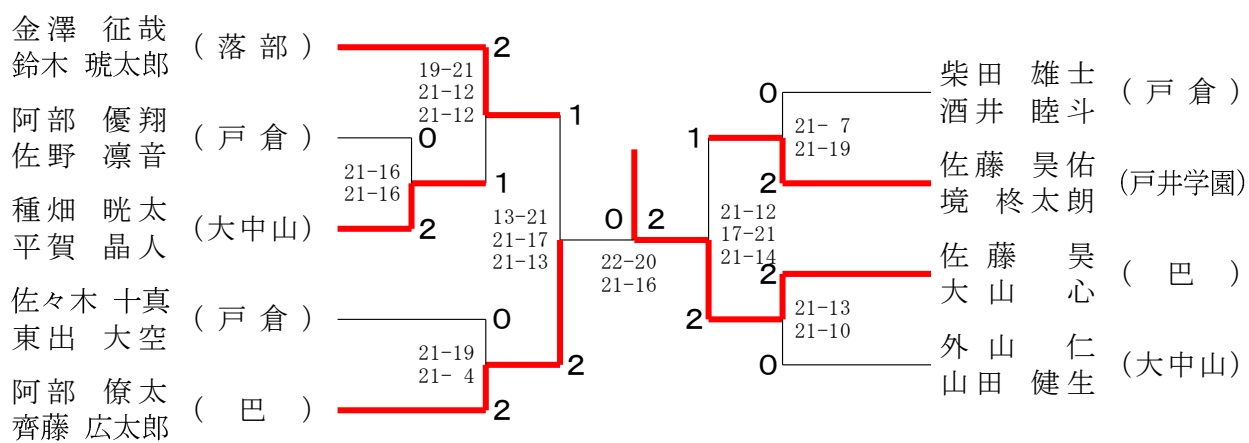 金澤 征哉
鈴木 琥太郎
(落部)
2
19-21
21-12
21-12
1
阿部 優翔
佐野 凛音
(戸倉)
0
21-16
21-16
1
種畑 晄太
平賀 晶人
(大中山)
2
13-21
21-17
21-13
佐々木 十真
東出 大空
(戸倉)
0
21-19
21- 4
2
阿部 僚太
齊藤 広太郎
(巴)
2
0
2
22-20
21-16
柴田 雄士
酒井 睦斗
(戸倉)
0
21- 7
21-19
1
佐藤 昊佑
境 柊太朗
(戸井学園)
2
21-12
17-21
21-14
佐藤 昊
大山 心
(巴)
2
21-13
21-10
2
外山 仁
山田 健生
(大中山)
0